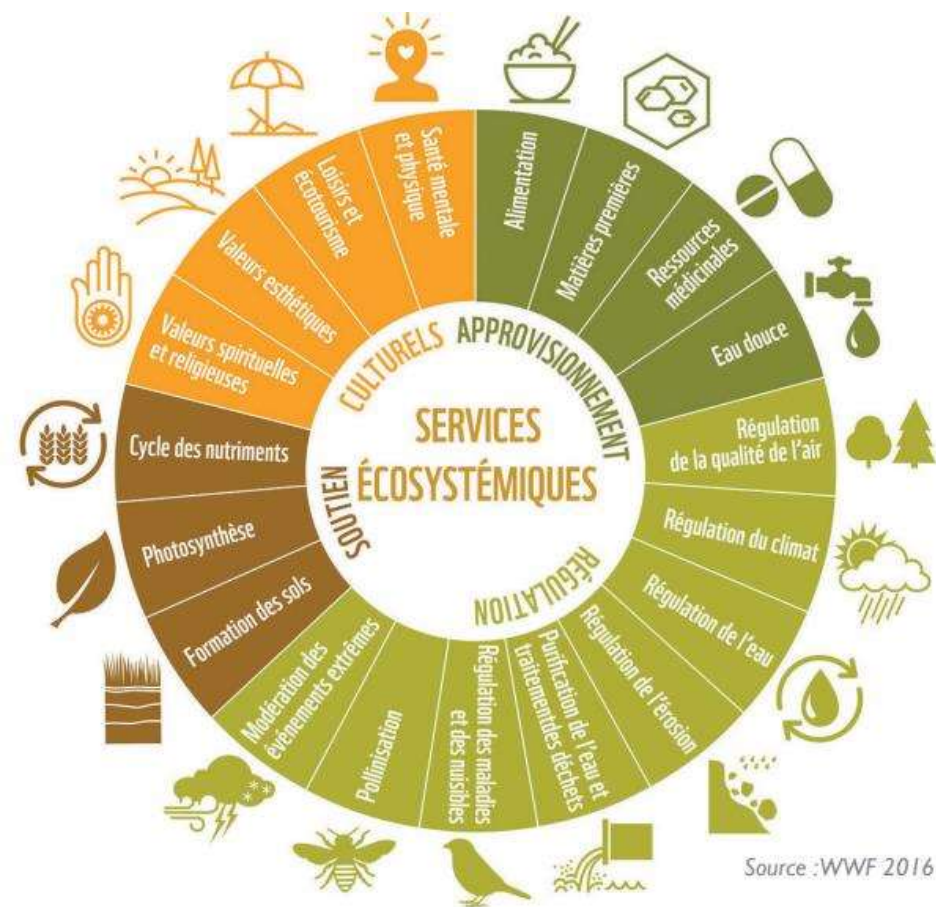 SERVICES
ÉCOSYSTÉMIQUES
APPROVISIONNEMENT
Alimentation
Matières premières
Ressources
médicinales
Eau douce
RÉGULATION
Régulation
de la qualité de l'air
Régulation du climat
Régulation de l'eau
Régulation de l'érosion
Purification de l'eau et
traitementdes déchets
Régulation des maladies
et des nuisibles
Pollinisation
Modération des
événements extrêmes
SOUTIEN
Formation des sols
Photosynthèse
Cycle des nutriments
CULTURELS
Valeurs spirituelles
et religieuses
Valeurs esthétiques
Loisirs et
ecotourisme
Santé mentale
et physique
Source :WWF 2016